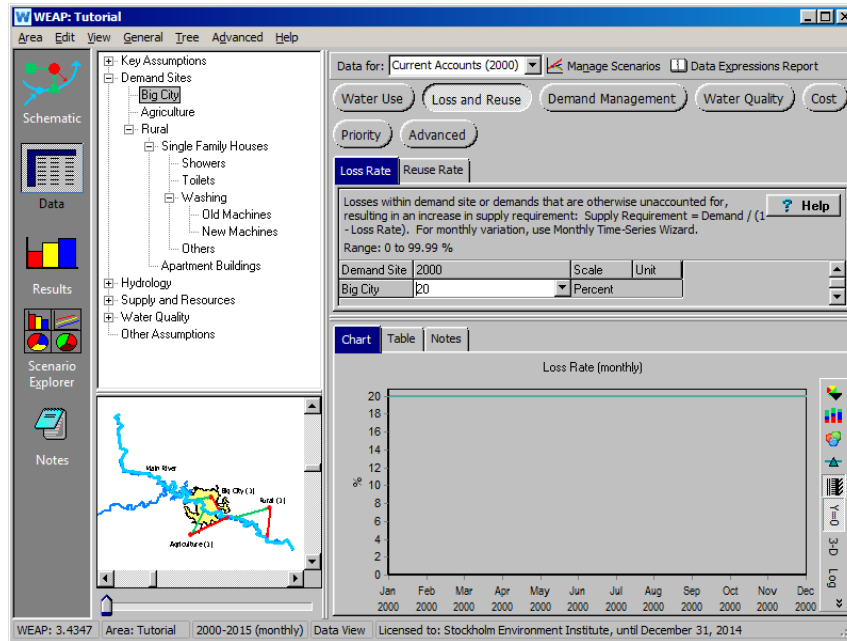 WEAP: Tutorial
Area Edit View General Tree Advanced Help
Schematic
Data
Results
Scenario
Explorer
Notes
Key Assumptions
Demand Sites
Big City
Agriculture
Rural
Single Family Houses
Showers
Toilets
Washing
Old Machines
New Machines
Others
Apartment Buildings
Hydrology
Supply and Resources
Water Quality
Other Assumptions
Main River
Big City (1)
Rural (3)
Agriculture (1)
Data for: Current Accounts (2000) Manage Scenarios Data Expressions Report
Water Use Loss and Reuse Demand Management Water Quality Cost
Priority Advanced
Loss Rate Reuse Rate
Losses within demand site or demands that are otherwise unaccounted for,
resulting in an increase in supply requirement: Supply Requirement = Demand / (1
- Loss Rate). For monthly variation, use Monthly Time-Series Wizard.
Range: 0 to 99.99 %
? Help
Demand Site 2000 Scale Unit
Big City 20 Percent
Chart Table Notes
Loss Rate (monthly)
%
20
18
16
14
12
10
8
6
4
2
0
Jan Feb Mar Apr May Jun Jul Aug Sep Oct Nov Dec
2000 2000 2000 2000 2000 2000 2000 2000 2000 2000 2000 2000
Y=0
3-D
Log
WEAP: 3.4347 Area: Tutorial 2000-2015 (monthly) Data View Licensed to: Stockholm Environment Institute, until December 31, 2014